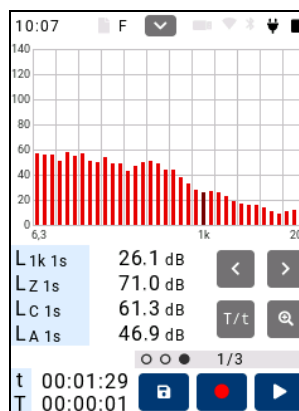 10:07 F
140
120
100
80
60
40
20
0
6,3 1k 20
L1k 1s 26.1 dB
LZ 1s 71.0 dB
LC 1s 61.3 dB
LA 1s 46.9 dB
T/t
1/3
t 00:01:29
T 00:00:01